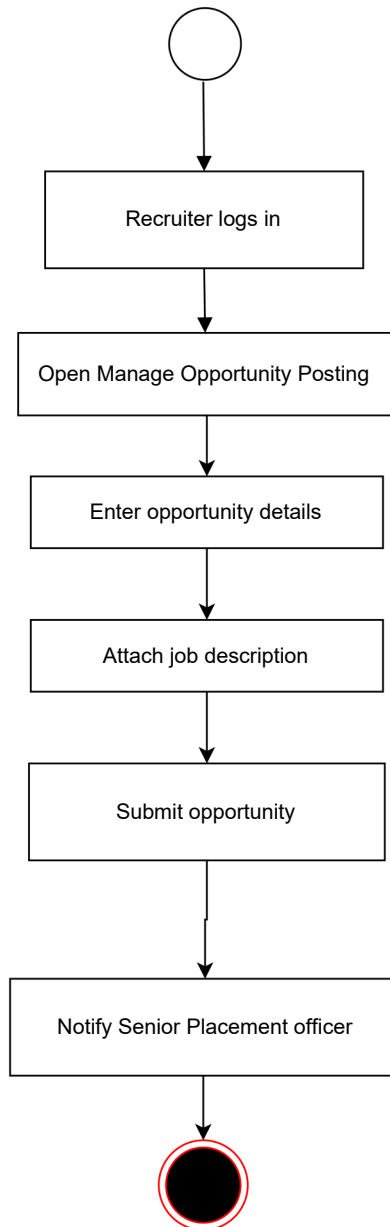 Recruiter logs in
Open Manage Opportunity Posting
Enter opportunity details
Attach job description
Submit opportunity
Notify Senior Placement officer